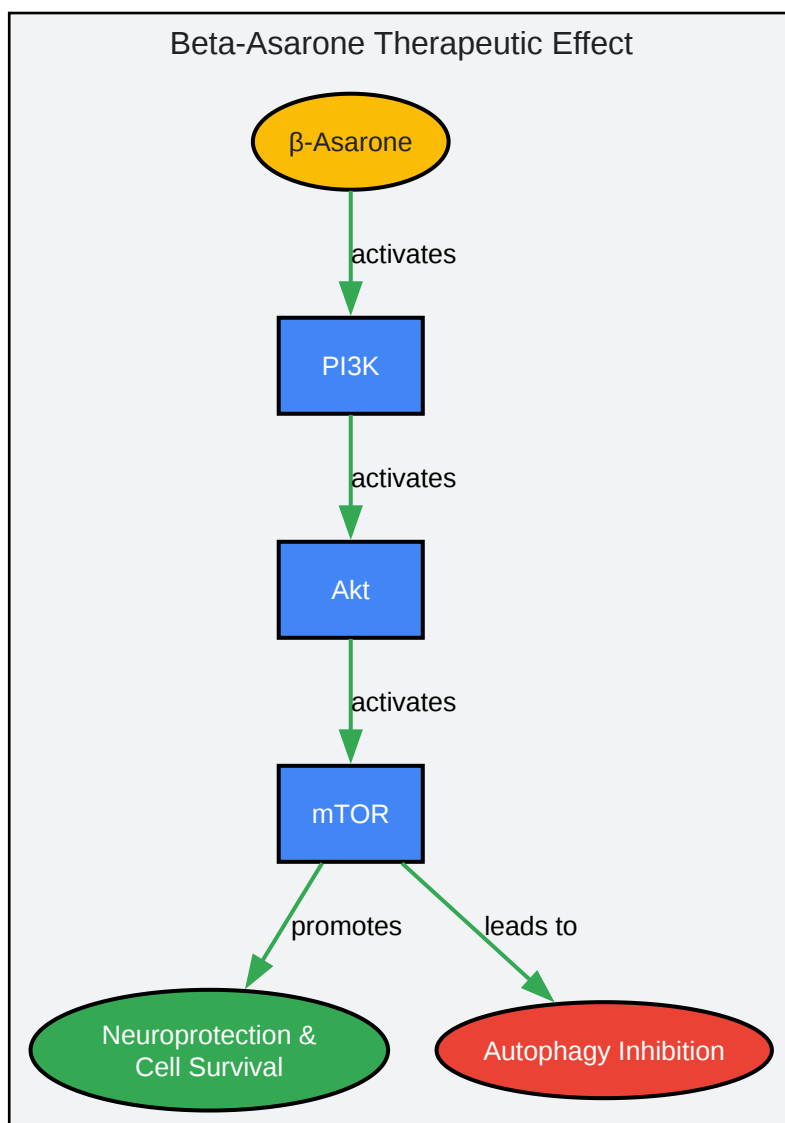 Beta-Asarone Therapeutic Effect
β-Asarone
activates
PI3K
activates
Akt
activates
mTOR
promotes
leads to
Neuroprotection &
Cell Survival
Autophagy Inhibition